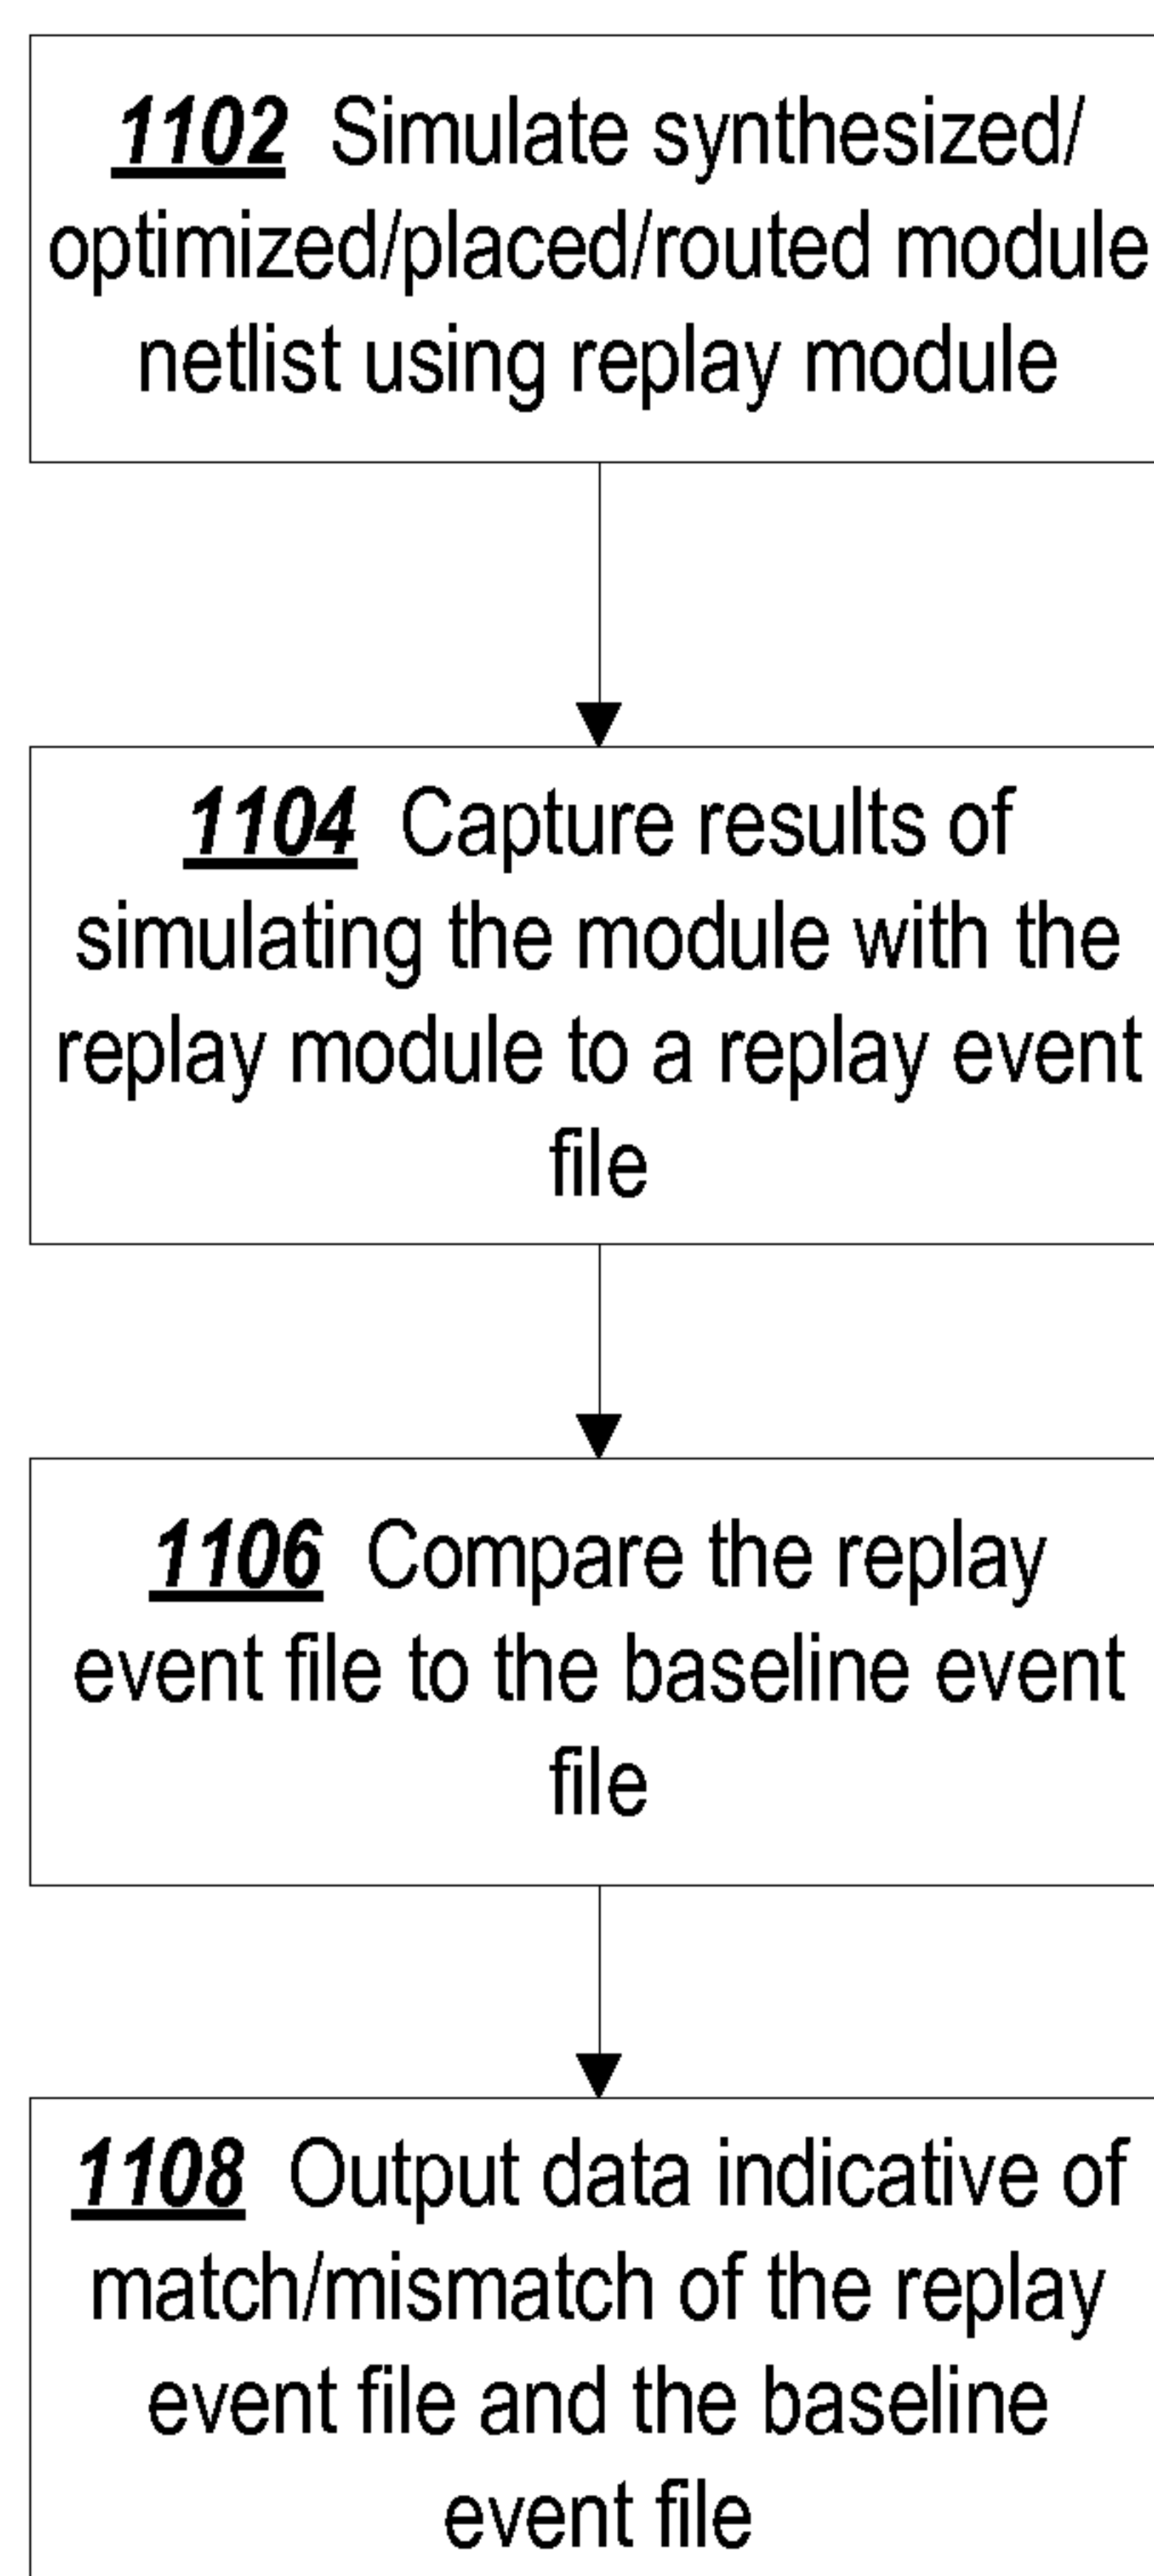 1102 Simulate synthesized/
optimized/placed/routed module
netlist using replay module
1104 Capture results of
simulating the module with the
replay module to a replay event
file
1106 Compare the replay
event file to the baseline event
file
1108 Output data indicative of
match/mismatch of the replay
event file and the baseline
event file